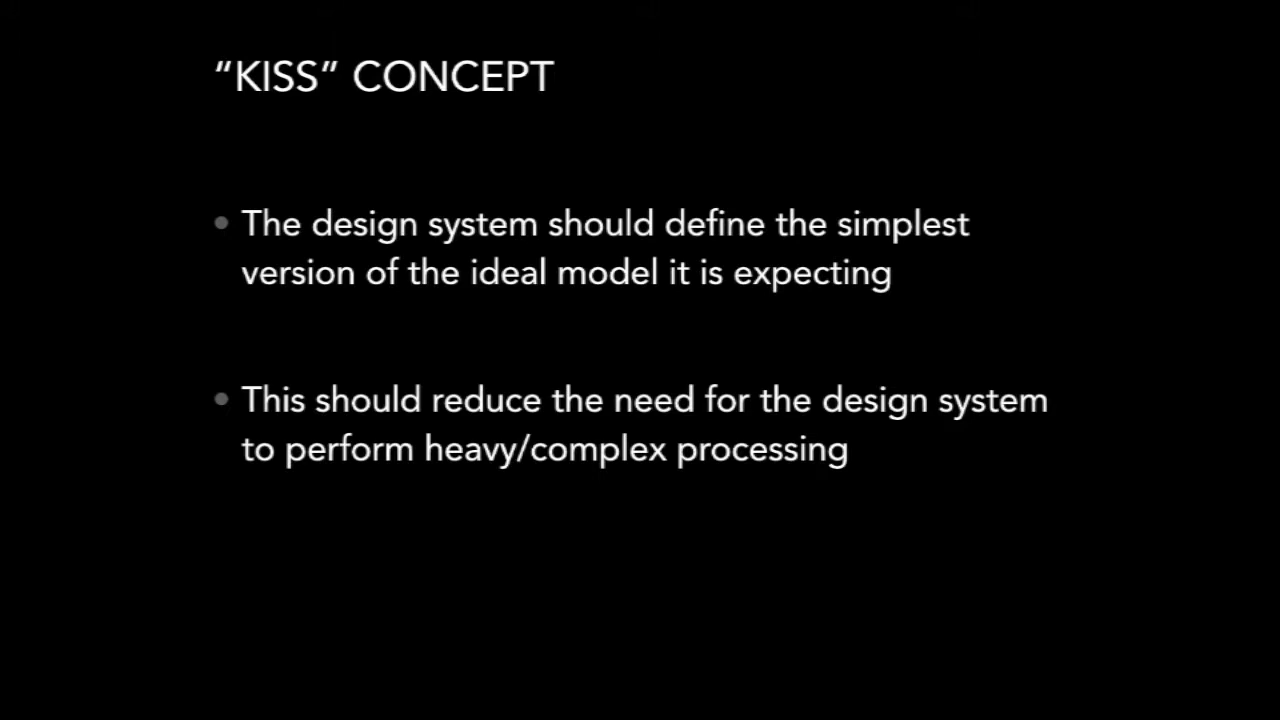 “KISS” CONCEPT
• The design system should define the simplest
version of the ideal model it is expecting
• This should reduce the need for the design system
to perform heavy/complex processing